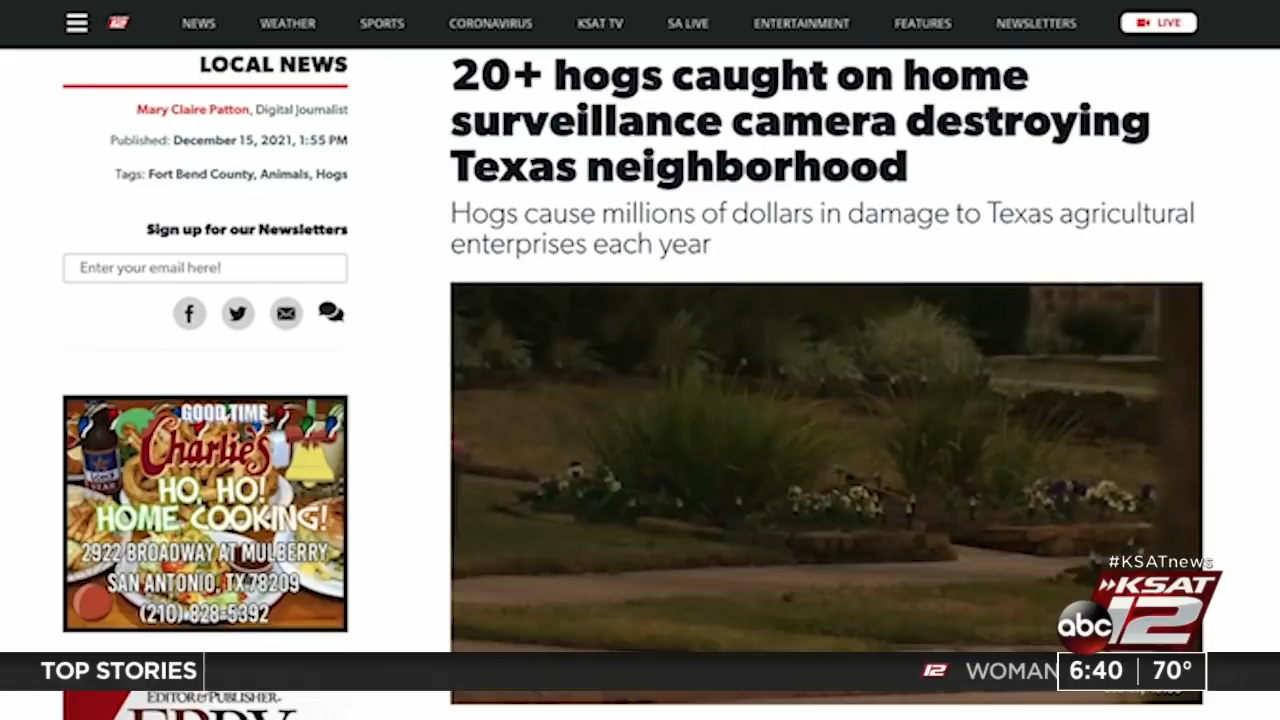 NEWS WEATHER SPORTS CORONAVIRUS KSAT TV SA LIVE ENTERTAINMENT FEATURES NEWSLETTERS LIVE
LOCAL NEWS
Mary Claire Patton, Digital Journalist
Published: December 15, 2021, 1:55 PM
Tags: Fort Bend County, Animals, Hogs
Sign up for our Newsletters
Enter your email here!
20+ hogs caught on home
surveillance camera destroying
Texas neighborhood
Hogs cause millions of dollars in damage to Texas agricultural
enterprises each year
GOOD TIME
Charlie's
HO, HO!
HOME COOKING!
2922 BROADWAY AT MULBERRY
SAN ANTONIO, TX 78209
(210) 828-5392
#KSATnews
KSAT
abc 12
TOP STORIES
12 WOMAN
6:40 70°
EDITOR & PUBLISHER